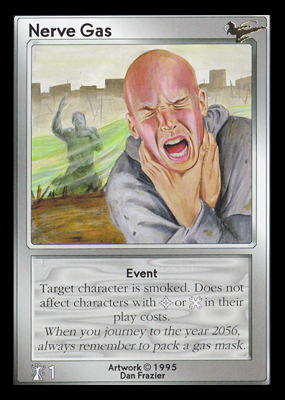 Nerve Gas
Event
Target character is smoked. Does not
affect characters with or in their
play costs.
When you journey to the year 2056,
always remember to pack a gas mask.
Artwork © 1995
Dan Frazier
1